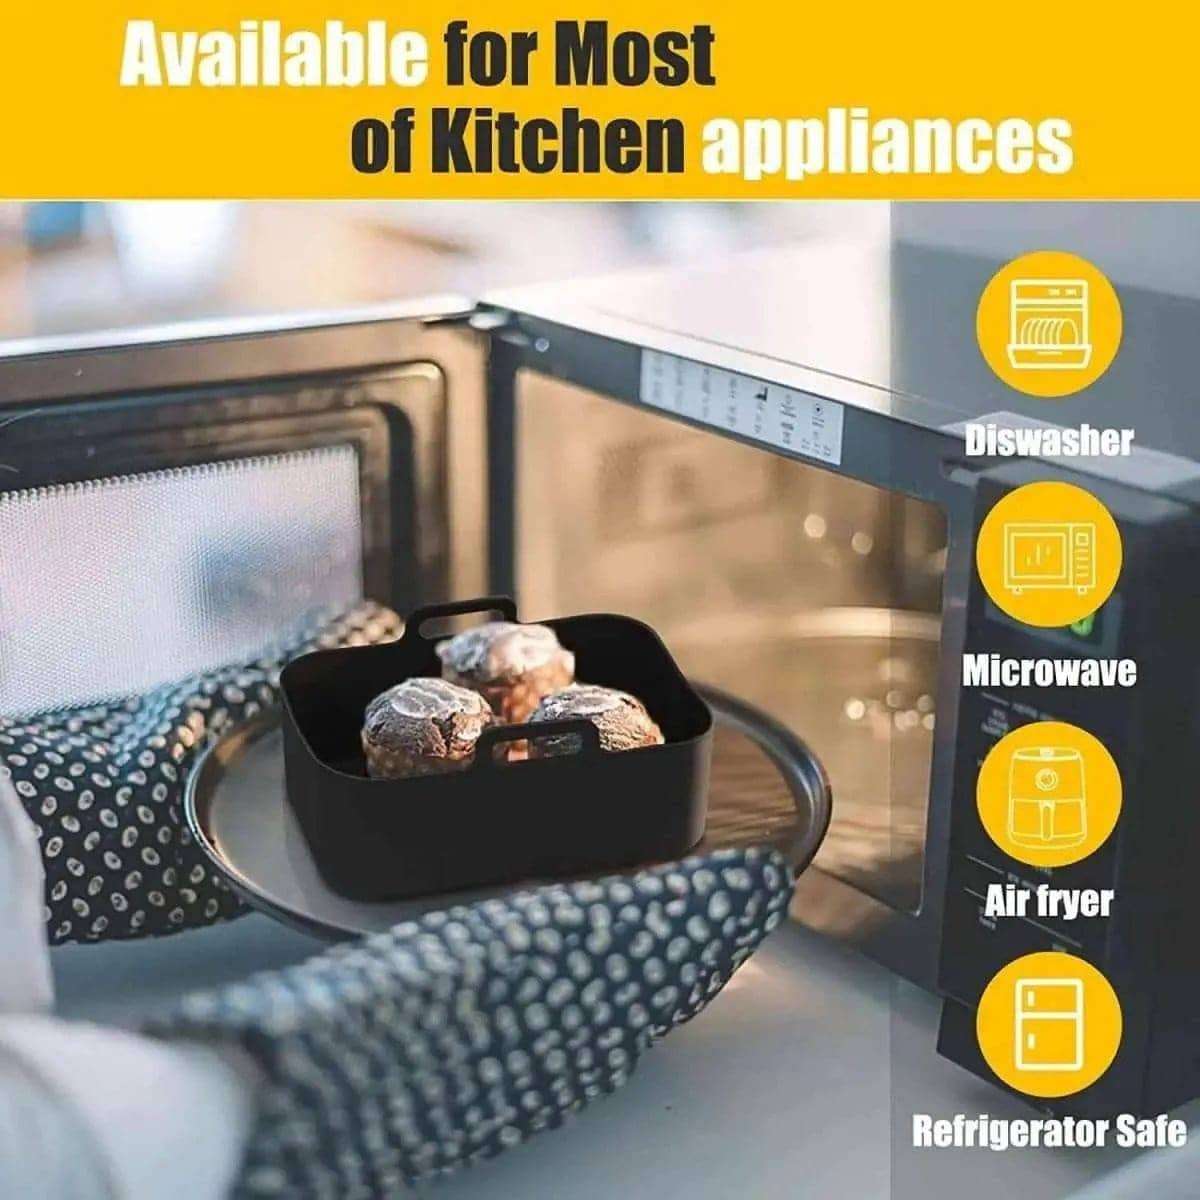 Available for Most
of Kitchen appliances
Diswasher
Microwave
Air fryer
Refrigerator Safe